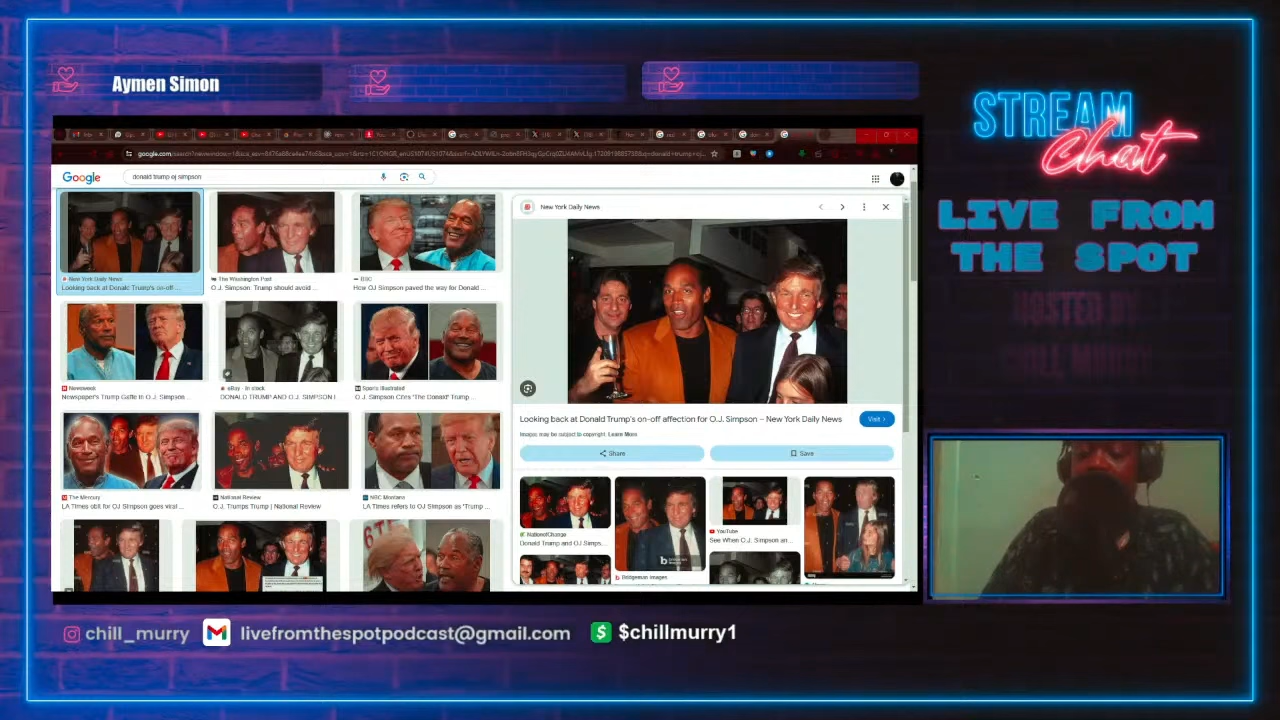 Aymen Simon
STREAM
Chat
LIVE FROM
THE SPOT
Google
donald trump oj simpson
New York Daily News
Looking back at Donald Trump's on-off ...
The Washington Post
O.J. Simpson: Trump should avoid ...
BBC
How OJ Simpson paved the way for Donald ...
Newsweek
Newspaper's Trump Gaffe in O.J. Simpson...
eBay · In stock
DONALD TRUMP AND O.J. SIMPSON I...
Sports Illustrated
O.J. Simpson Cites 'The Donald' Trump...
The Mercury
LA Times obit for OJ Simpson goes viral ...
National Review
O.J. Trumps Trump | National Review
NBC Montana
LA Times refers to OJ Simpson as 'Trump ...
New York Daily News
Looking back at Donald Trump's on-off affection for O.J. Simpson – New York Daily News
Visit >
Images may be subject to copyright. Learn More
Share
Save
NationofChange
Donald Trump and OJ Simps...
Bridgeman Images
YouTube
See When O.J. Simpson an...
chill_murry
livefromthespotpodcast@gmail.com
$chillmurry1